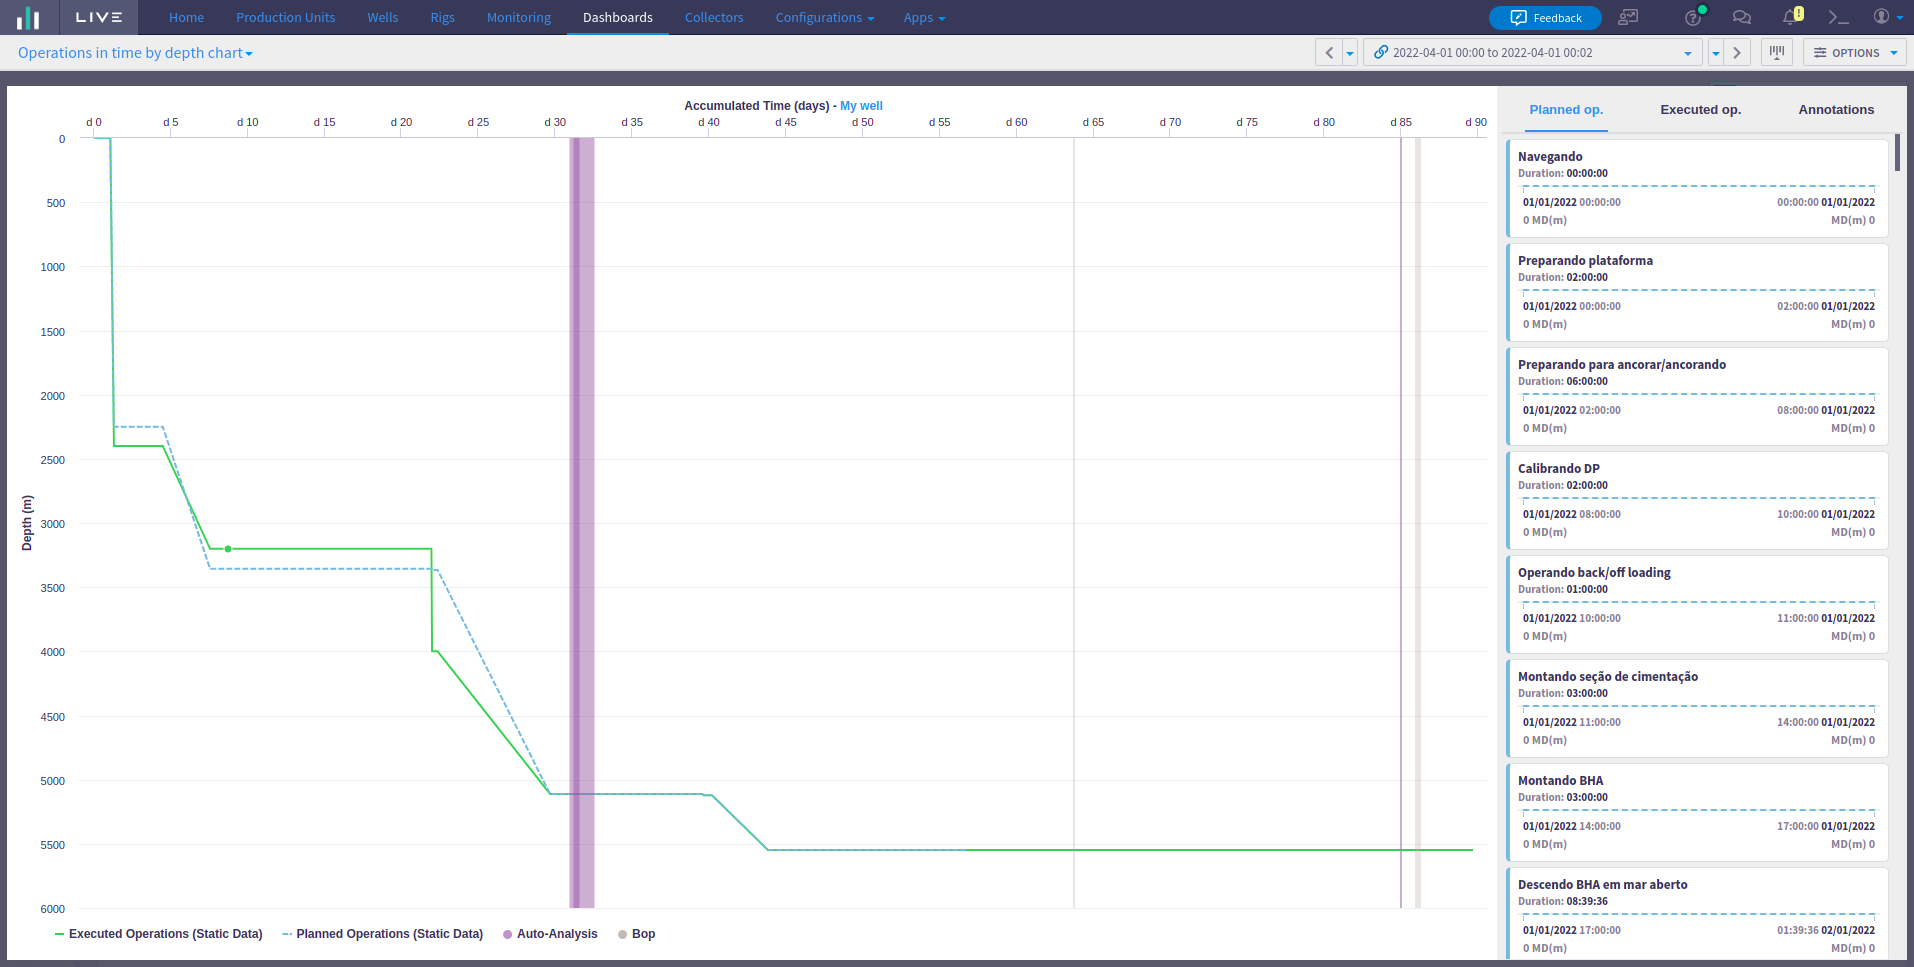 LIVE Home Production Units Wells Rigs Monitoring Dashboards Collectors Configurations Apps Feedback
Operations in time by depth chart 2022-04-01 00:00 to 2022-04-01 00:02 OPTIONS
Accumulated Time (days) - My well
d 0 d 5 d 10 d 15 d 20 d 25 d 30 d 35 d 40 d 45 d 50 d 55 d 60 d 65 d 70 d 75 d 80 d 85 d 90
0
500
1000
1500
2000
2500
3000
3500
4000
4500
5000
5500
6000
Depth (m)
Executed Operations (Static Data) Planned Operations (Static Data) Auto-Analysis Bop
Planned op. Executed op. Annotations
Navegando
Duration: 00:00:00
01/01/2022 00:00:00 00:00:00 01/01/2022
0 MD(m) MD(m) 0
Preparando plataforma
Duration: 02:00:00
01/01/2022 00:00:00 02:00:00 01/01/2022
0 MD(m) MD(m) 0
Preparando para ancorar/ancorando
Duration: 06:00:00
01/01/2022 02:00:00 08:00:00 01/01/2022
0 MD(m) MD(m) 0
Calibrando DP
Duration: 02:00:00
01/01/2022 08:00:00 10:00:00 01/01/2022
0 MD(m) MD(m) 0
Operando back/off loading
Duration: 01:00:00
01/01/2022 10:00:00 11:00:00 01/01/2022
0 MD(m) MD(m) 0
Montando seção de cimentação
Duration: 03:00:00
01/01/2022 11:00:00 14:00:00 01/01/2022
0 MD(m) MD(m) 0
Montando BHA
Duration: 03:00:00
01/01/2022 14:00:00 17:00:00 01/01/2022
0 MD(m) MD(m) 0
Descendo BHA em mar aberto
Duration: 08:39:36
01/01/2022 17:00:00 01:39:36 02/01/2022
0 MD(m) MD(m) 0